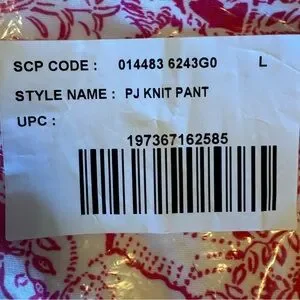 SCP CODE : 014483 6243G0 L
STYLE NAME : PJ KNIT PANT
UPC :
197367162585